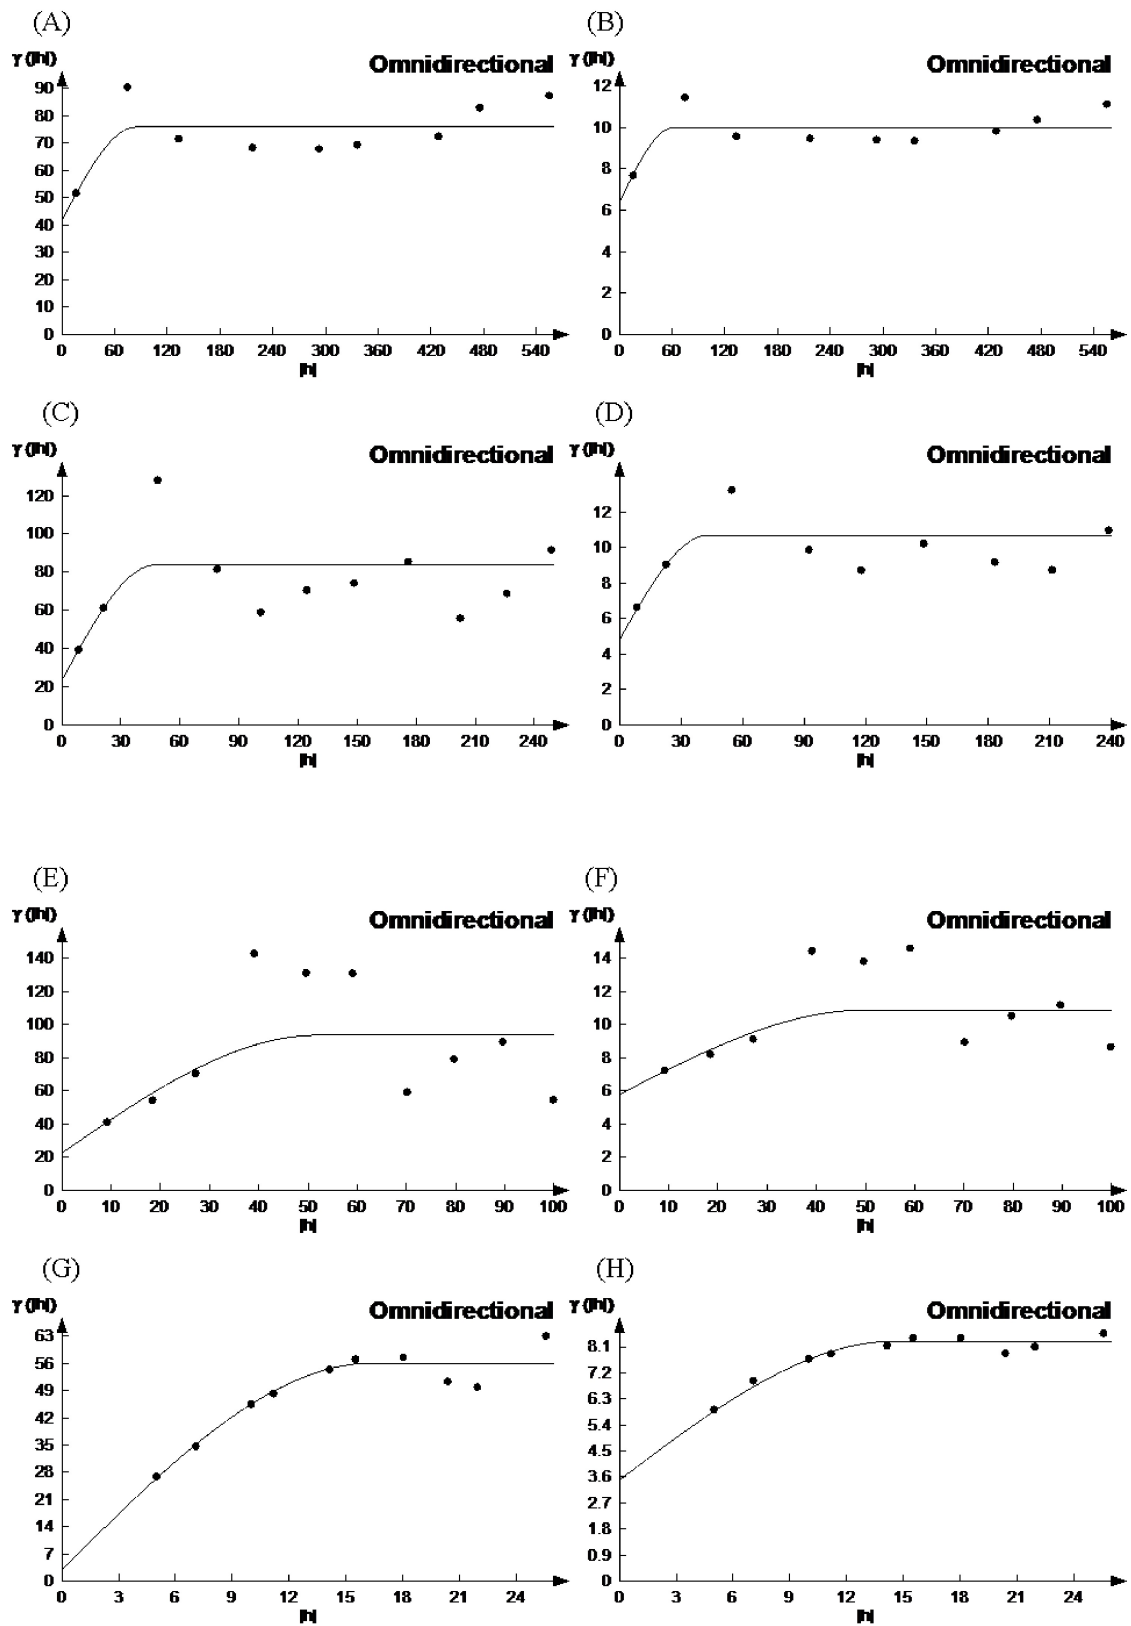 (A) (B)
γ (|h|) Omnidirectional γ (|h|) Omnidirectional
90 12
80
70 10
60 8
50
40 6
30 4
20
10 2
0 0
0 60 120 180 240 300 360 420 480 540 0 60 120 180 240 300 360 420 480 540
|h| |h|
(C) (D)
γ (|h|) Omnidirectional γ (|h|) Omnidirectional
120 12
100 10
80 8
60 6
40 4
20 2
0 0
0 30 60 90 120 150 180 210 240 0 30 60 90 120 150 180 210 240
|h| |h|
(E) (F)
γ (|h|) Omnidirectional γ (|h|) Omnidirectional
140 14
120 12
100 10
80 8
60 6
40 4
20 2
0 0
0 10 20 30 40 50 60 70 80 90 100 0 10 20 30 40 50 60 70 80 90 100
|h| |h|
(G) (H)
γ (|h|) Omnidirectional γ (|h|) Omnidirectional
63 8.1
56 7.2
49 6.3
42 5.4
35 4.5
28 3.6
21 2.7
14 1.8
7 0.9
0 0
0 3 6 9 12 15 18 21 24 0 3 6 9 12 15 18 21 24
|h| |h|